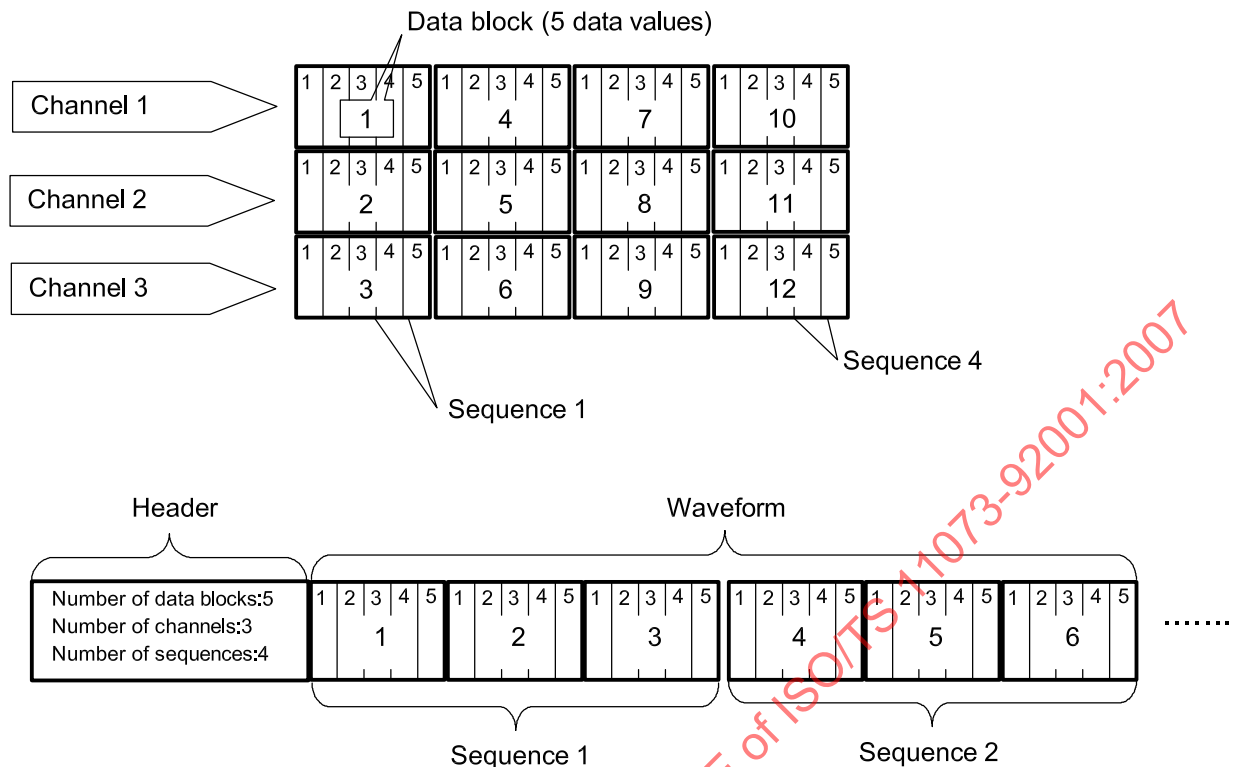 Data block (5 data values)
Channel 1
1 2 3 4 5 1 2 3 4 5 1 2 3 4 5 1 2 3 4 5
1 4 7 10
Channel 2
1 2 3 4 5 1 2 3 4 5 1 2 3 4 5 1 2 3 4 5
2 5 8 11
Channel 3
1 2 3 4 5 1 2 3 4 5 1 2 3 4 5 1 2 3 4 5
3 6 9 12
Sequence 4
Sequence 1
Header
Waveform
Number of data blocks:5
Number of channels:3
Number of sequences:4
1 2 3 4 5 1 2 3 4 5 1 2 3 4 5 1 2 3 4 5 1 2 3 4 5 1 2 3 4 5
1 2 3 4 5 6
.......
Sequence 1
Sequence 2
of ISO/TS 11073-92001:2007